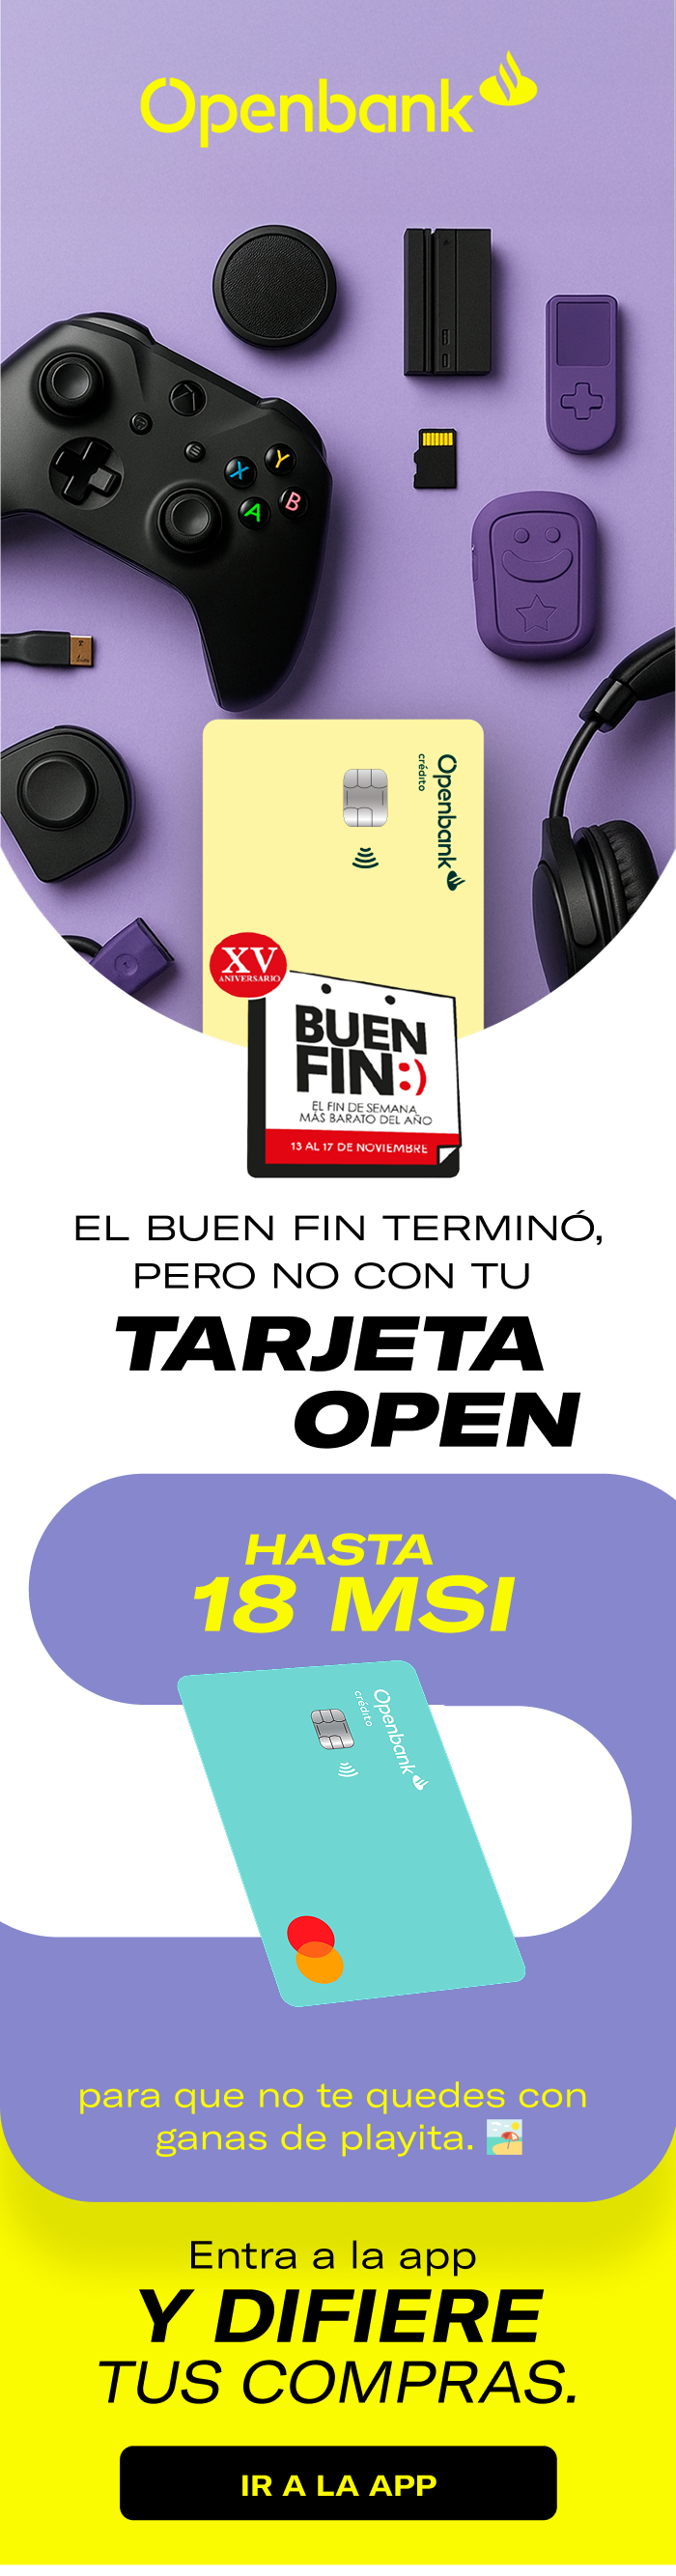 Openbank
X
Y
A
B
Openbank
crédito
XV
ANIVERSARIO
BUEN
FIN:)
EL FIN DE SEMANA
MÁS BARATO DEL AÑO
13 AL 17 DE NOVIEMBRE
EL BUEN FIN TERMINÓ,
PERO NO CON TU
TARJETA
OPEN
HASTA
18 MSI
Openbank
crédito
para que no te quedes con
ganas de playita. 🏖️
Entra a la app
Y DIFIERE
TUS COMPRAS.
IR A LA APP